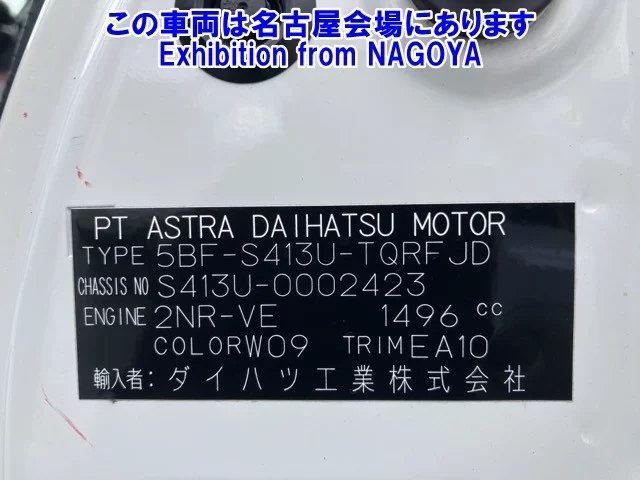 この車両は名古屋会場にあります
Exhibition from NAGOYA
PT ASTRA DAIHATSU MOTOR
TYPE 5BF-S413U-TQRFJD
CHASSIS NO S413U-0002423
ENGINE 2NR-VE 1496 cc
COLOR W09 TRIM EA10
輸入者: ダイハツ工業株式会社